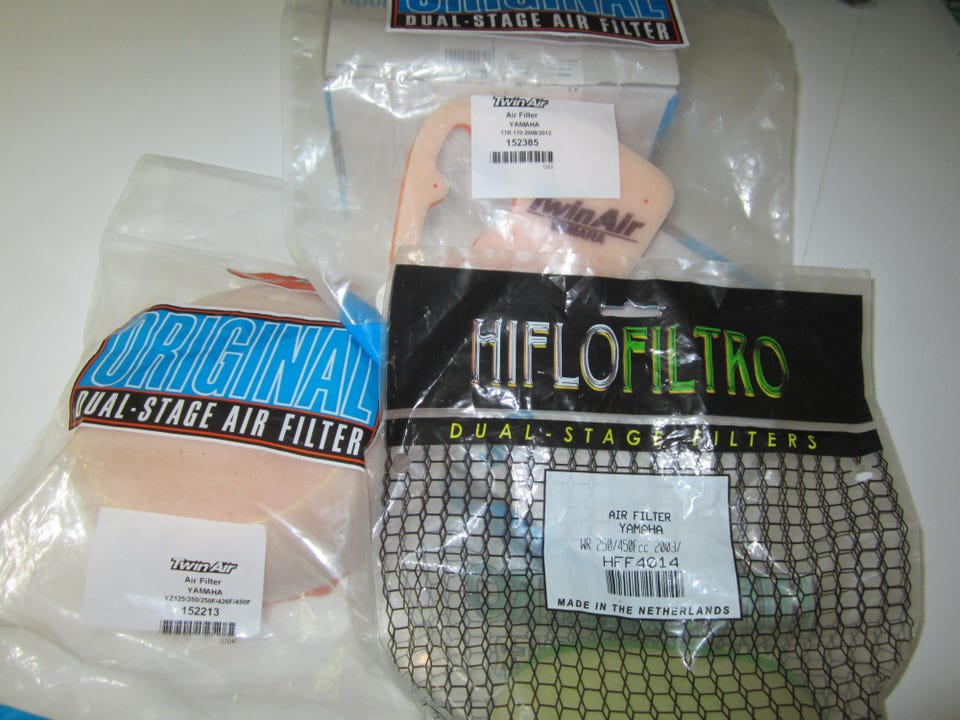 ORIGINAL
DUAL-STAGE AIR FILTER
Twin Air
Air Filter
YAMAHA
TTR 110 2008/2012
152385
Twin Air
YAMAHA
ORIGINAL
DUAL-STAGE AIR FILTER
Twin Air
Air Filter
YAMAHA
YZ125/250/250F/426F/450F
152213
HIFLOFILTRO
DUAL-STAGE FILTERS
AIR FILTER
YAMAHA
WR 250/450Fcc 2003/
HFF4014
MADE IN THE NETHERLANDS